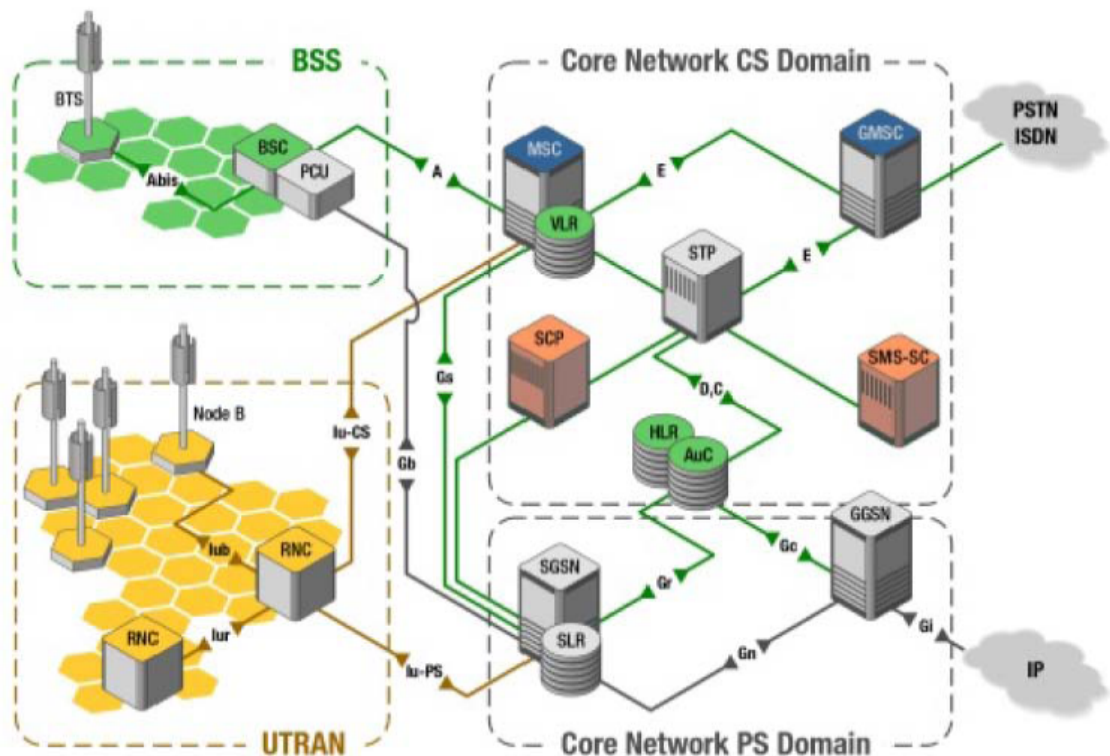 BSS
Core Network CS Domain
BTS
BSC
PCU
Abis
A
MSC
VLR
E
GMSC
PSTN
ISDN
STP
E
SCP
SMS-SC
Gs
D,C
HLR
AuC
Node B
Iu-CS
Gb
Iub
RNC
RNC
Iur
Iu-PS
UTRAN
SGSN
SLR
Gr
Gc
GGSN
Gn
Gi
IP
Core Network PS Domain